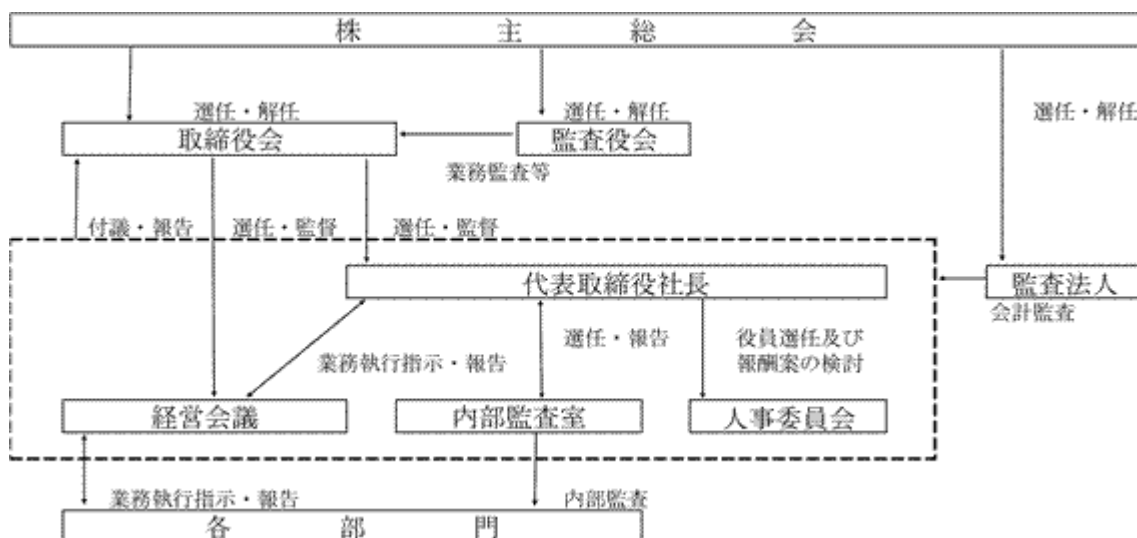 株主総会
選任・解任
選任・解任
選任・解任
取締役会
監査役会
業務監査等
付議・報告
選任・監督
選任・監督
代表取締役社長
監査法人
会計監査
選任・報告
役員選任及び
報酬案の検討
業務執行指示・報告
経営会議
内部監査室
人事委員会
業務執行指示・報告
内部監査
各部門